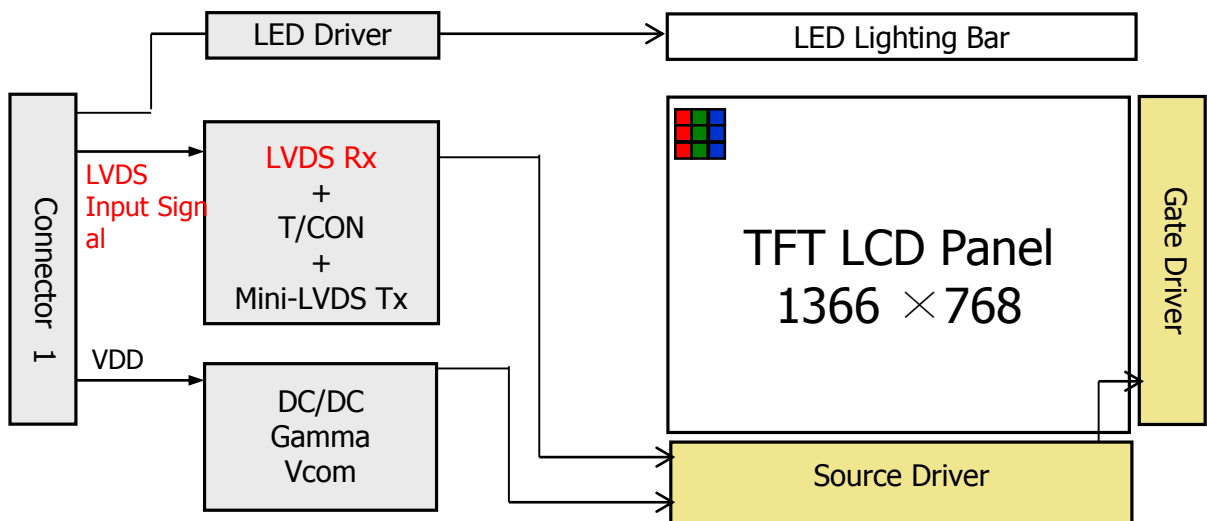 LED Driver
LED Lighting Bar
Connector 1
LVDS
Input Sign
al
LVDS Rx
+
T/CON
+
Mini-LVDS Tx
TFT LCD Panel
1366 ×768
Gate Driver
VDD
DC/DC
Gamma
Vcom
Source Driver